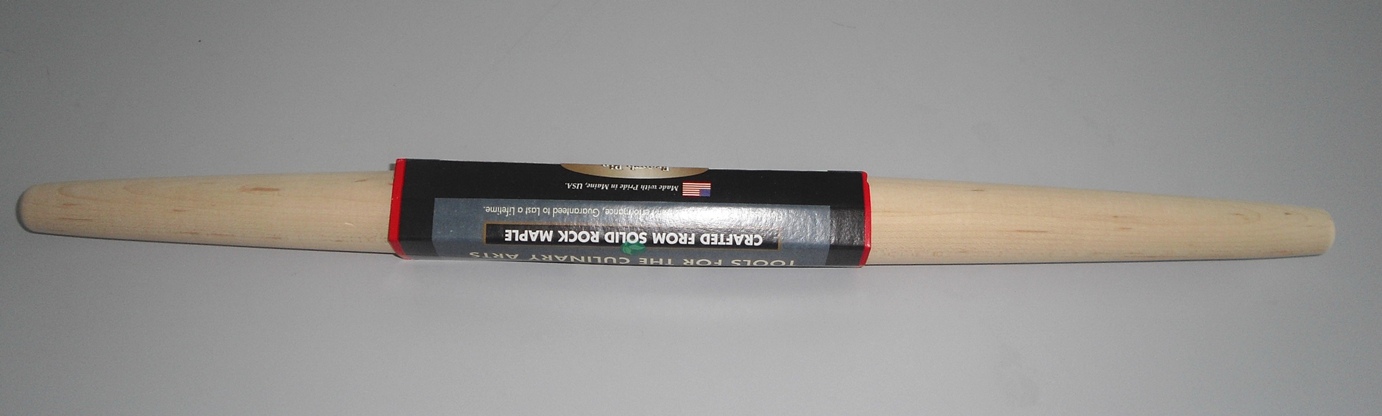 TOOLS FOR THE CULINARY ARTS
CRAFTED FROM SOLID ROCK MAPLE
Guaranteed to Last a Lifetime.
Made with Pride in Maine, USA.